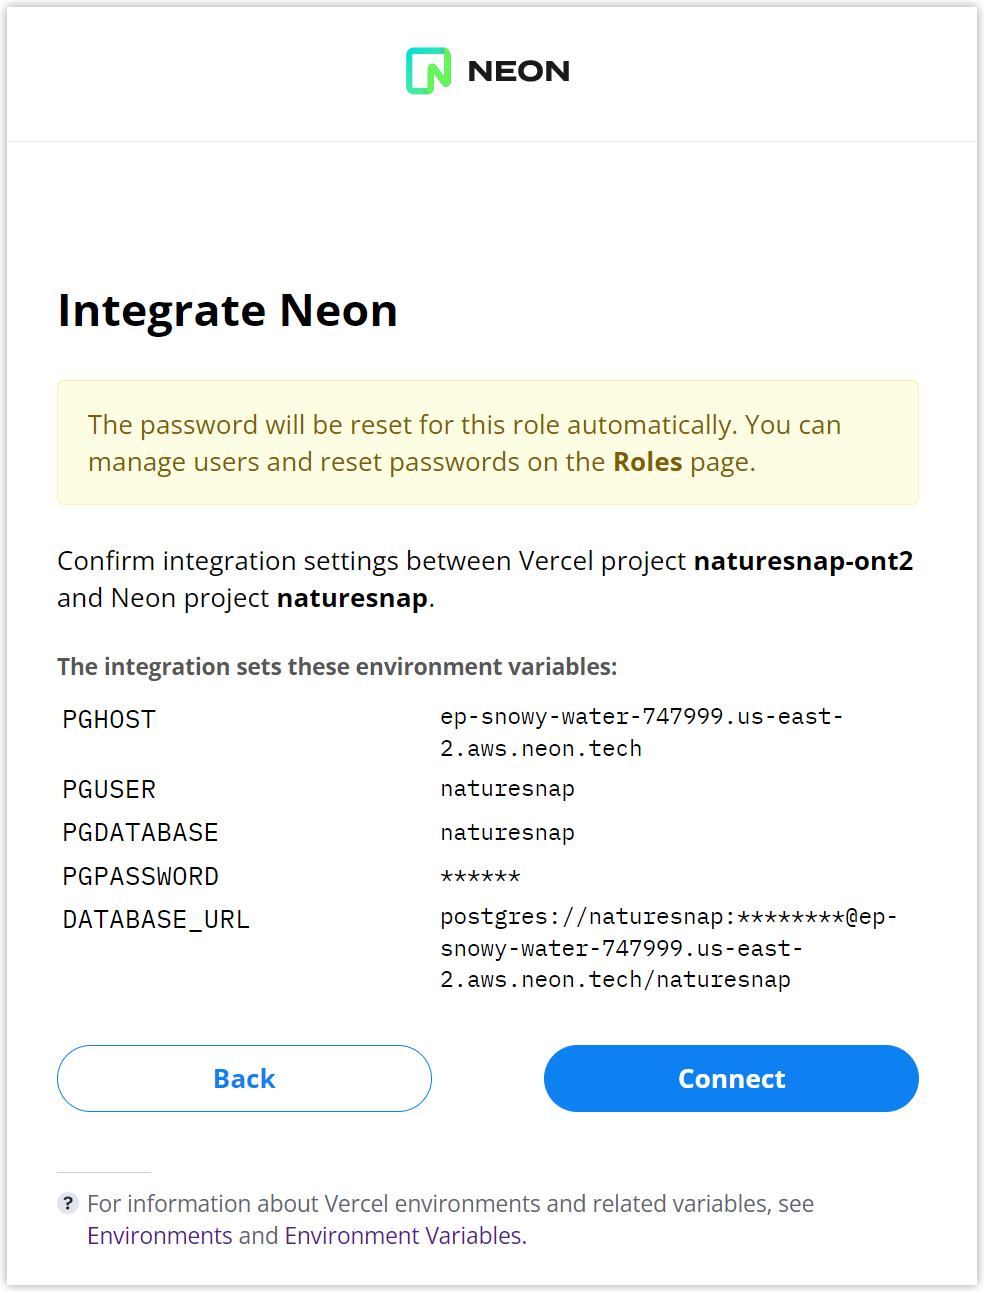 NEON
Integrate Neon
The password will be reset for this role automatically. You can
manage users and reset passwords on the Roles page.
Confirm integration settings between Vercel project naturesnap-ont2
and Neon project naturesnap.
The integration sets these environment variables:
PGHOST ep-snowy-water-747999.us-east-
2.aws.neon.tech
PGUSER naturesnap
PGDATABASE naturesnap
PGPASSWORD ******
DATABASE_URL postgres://naturesnap:********@ep-
snowy-water-747999.us-east-
2.aws.neon.tech/naturesnap
Back Connect
? For information about Vercel environments and related variables, see
Environments and Environment Variables.